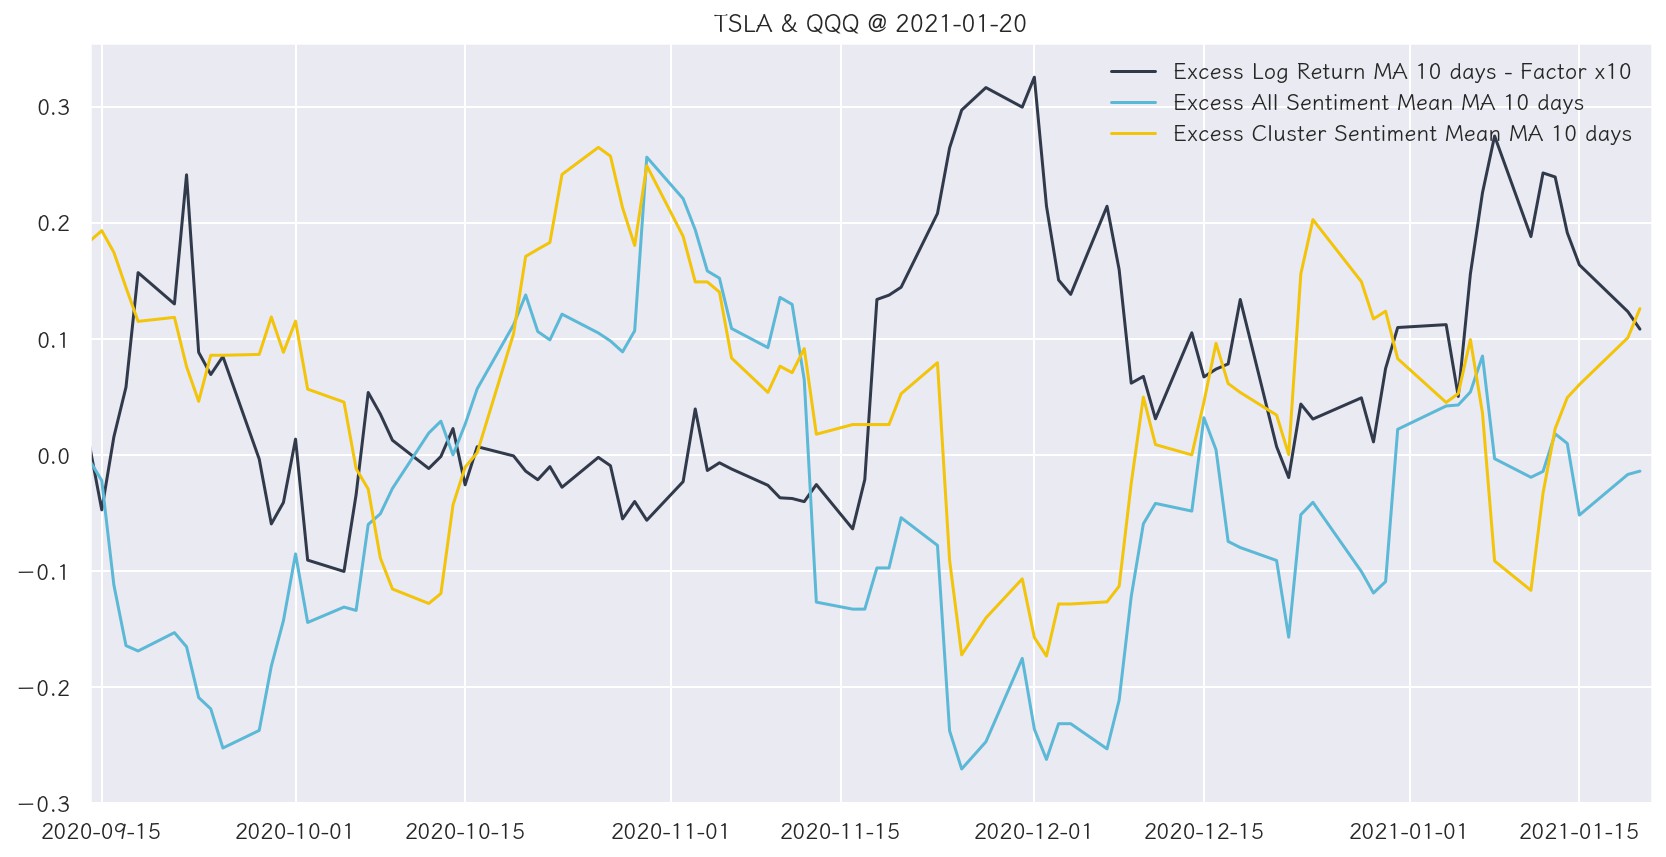 TSLA & QQQ @ 2021-01-20
Excess Log Return MA 10 days - Factor x10
Excess All Sentiment Mean MA 10 days
Excess Cluster Sentiment Mean MA 10 days
0.3
0.2
0.1
0.0
−0.1
−0.2
−0.3
2020-09-15 2020-10-01 2020-10-15 2020-11-01 2020-11-15 2020-12-01 2020-12-15 2021-01-01 2021-01-15